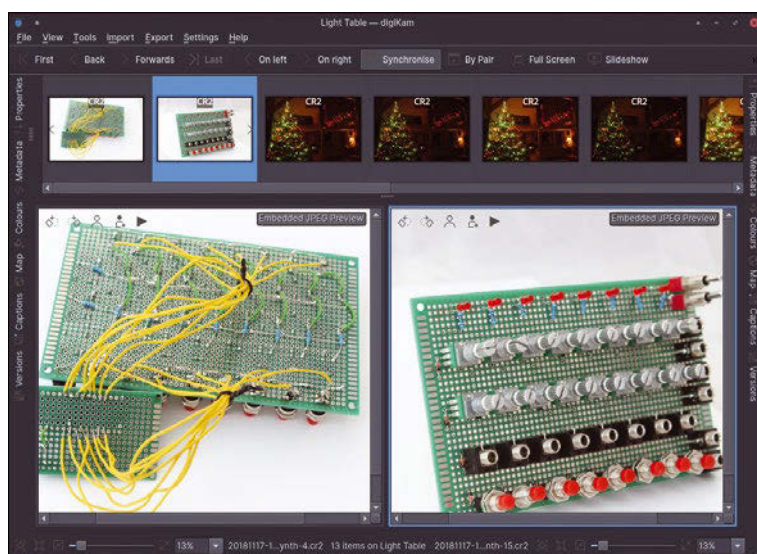 Light Table — digiKam
File View Tools Import Export Settings Help
First Back Forwards Last On left On right Synchronise By Pair Full Screen Slideshow
Properties
Metadata
Colours
Map
Captions
Versions
CR2 CR2 CR2 CR2 CR2 CR2
Embedded JPEG Preview
Embedded JPEG Preview
Properties
Metadata
Colours
Map
Captions
Versions
13% 20181117-1...ynth-4.cr2 13 items on Light Table 20181117-1...nth-15.cr2 13%